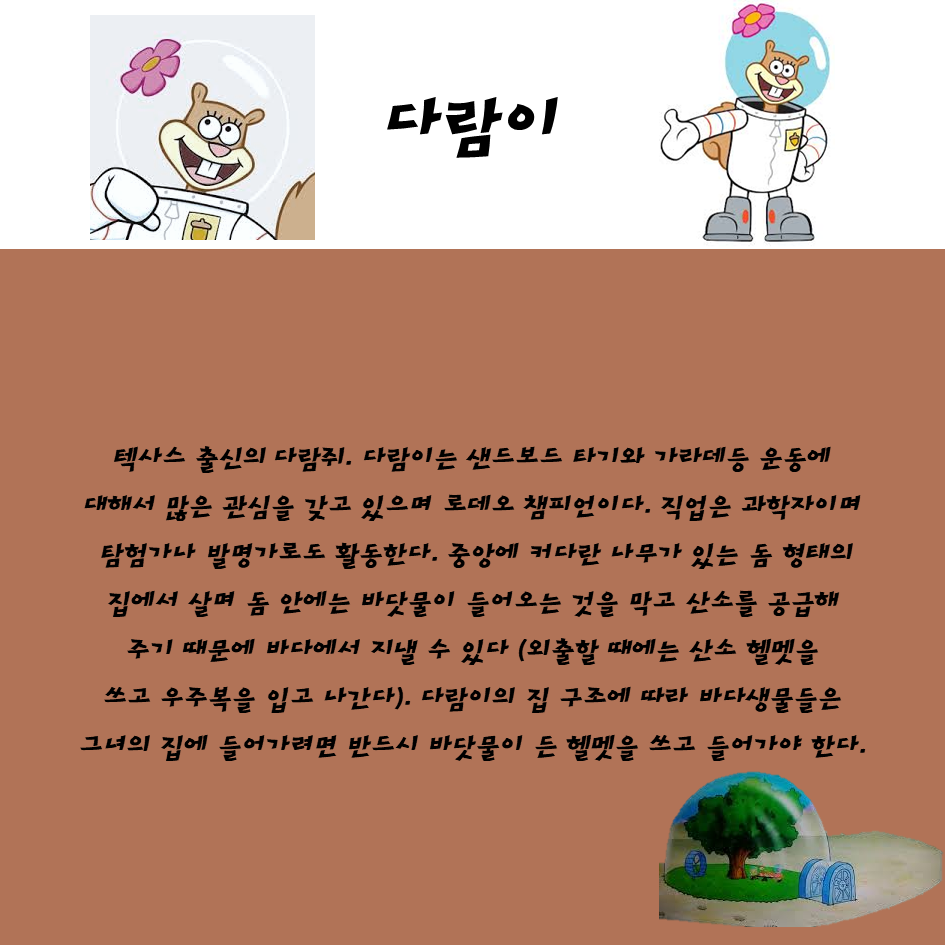 다람이
텍사스 출신의 다람쥐. 다람이는 샌드보드 타기와 가라데등 운동에
대해서 많은 관심을 갖고 있으며 로데오 챔피언이다. 직업은 과학자이며
탐험가나 발명가로도 활동한다. 중앙에 커다란 나무가 있는 돔 형태의
집에서 살며 돔 안에는 바닷물이 들어오는 것을 막고 산소를 공급해
주기 때문에 바다에서 지낼 수 있다 (외출할 때에는 산소 헬멧을
쓰고 우주복을 입고 나간다). 다람이의 집 구조에 따라 바다생물들은
그녀의 집에 들어가려면 반드시 바닷물이 든 헬멧을 쓰고 들어가야 한다.